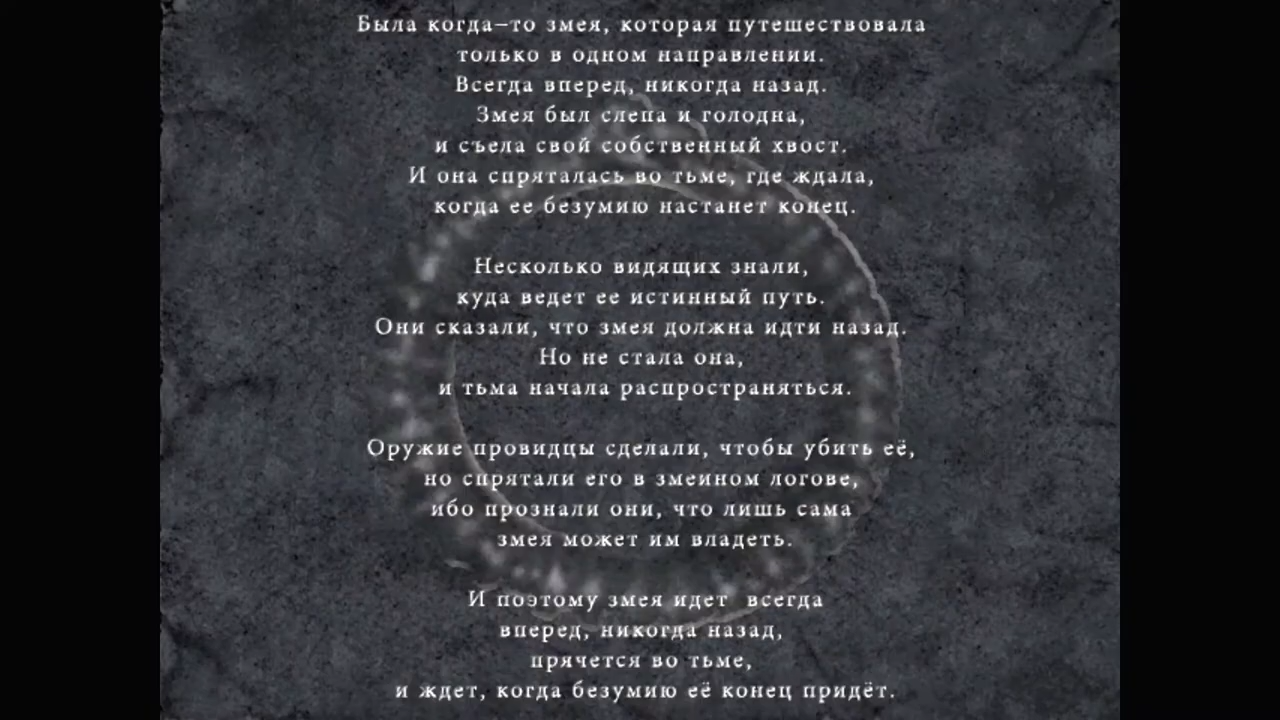 Была когда–то змея, которая путешествовала
только в одном направлении.
Всегда вперед, никогда назад.
Змея был слепа и голодна,
и съела свой собственный хвост.
И она спряталась во тьме, где ждала,
когда ее безумию настанет конец.
Несколько видящих знали,
куда ведет ее истинный путь.
Они сказали, что змея должна идти назад.
Но не стала она,
и тьма начала распространяться.
Оружие провидцы сделали, чтобы убить её,
но спрятали его в змеином логове,
ибо прознали они, что лишь сама
змея может им владеть.
И поэтому змея идет всегда
вперед, никогда назад,
прячется во тьме,
и ждет, когда безумию её конец придёт.